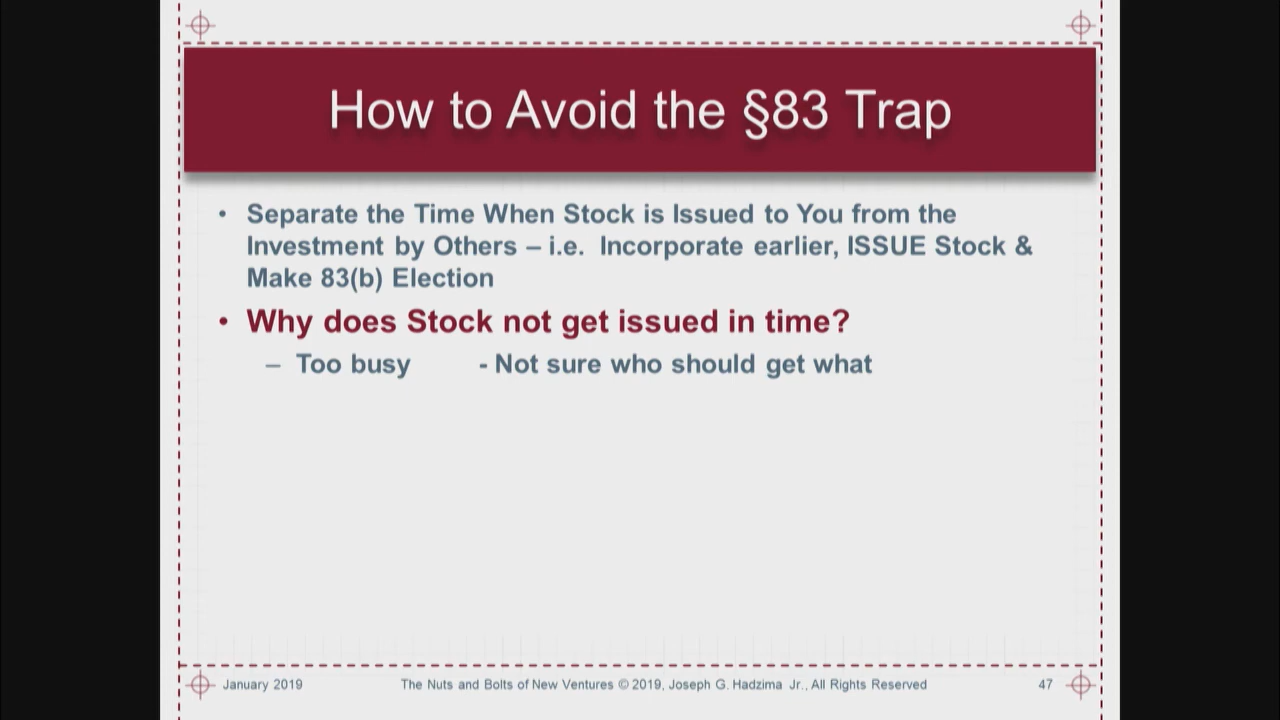 How to Avoid the §83 Trap
• Separate the Time When Stock is Issued to You from the
Investment by Others – i.e. Incorporate earlier, ISSUE Stock &
Make 83(b) Election
• Why does Stock not get issued in time?
– Too busy - Not sure who should get what
January 2019 The Nuts and Bolts of New Ventures © 2019, Joseph G. Hadzima Jr., All Rights Reserved 47